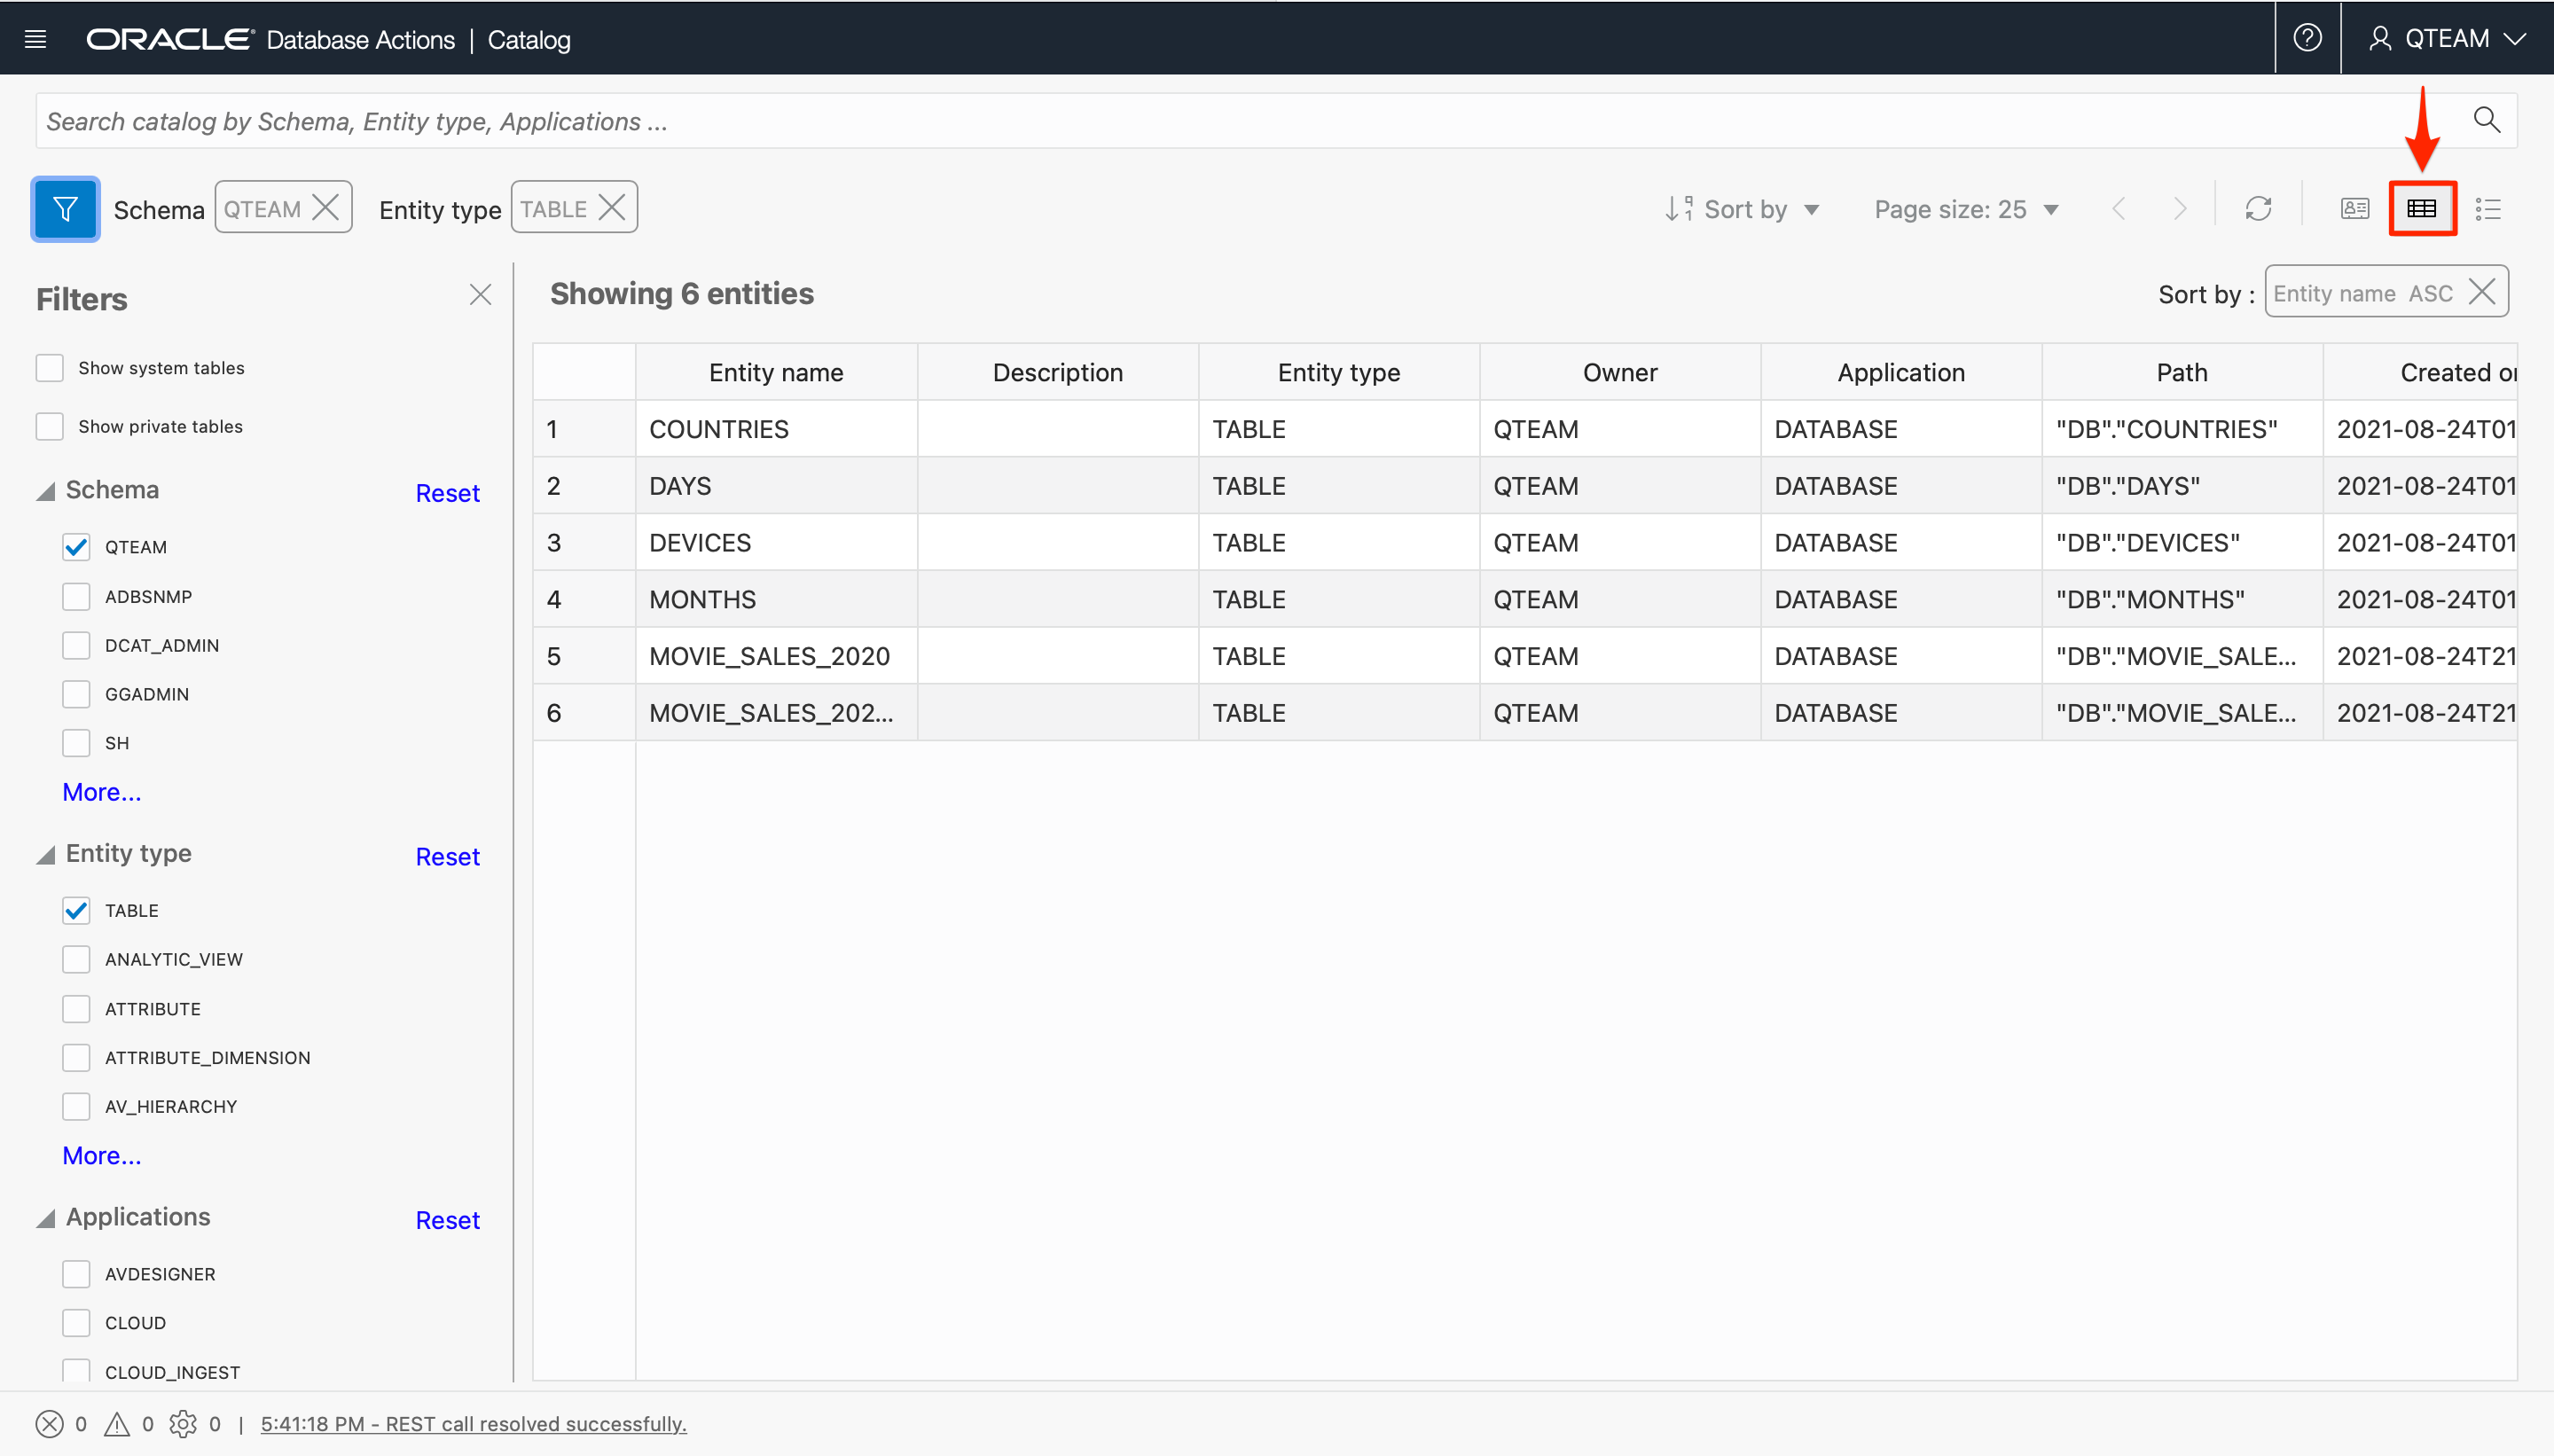 ORACLE® Database Actions | Catalog
QTEAM
Search catalog by Schema, Entity type, Applications ...
Schema QTEAM Entity type TABLE Sort by Page size: 25
Filters
Showing 6 entities
Sort by : Entity name ASC
Show system tables
Show private tables
Schema Reset
QTEAM
ADBSNMP
DCAT_ADMIN
GGADMIN
SH
More...
Entity type Reset
TABLE
ANALYTIC_VIEW
ATTRIBUTE
ATTRIBUTE_DIMENSION
AV_HIERARCHY
More...
Applications Reset
AVDESIGNER
CLOUD
CLOUD_INGEST
Entity name Description Entity type Owner Application Path Created on
1 COUNTRIES TABLE QTEAM DATABASE "DB"."COUNTRIES" 2021-08-24T01
2 DAYS TABLE QTEAM DATABASE "DB"."DAYS" 2021-08-24T01
3 DEVICES TABLE QTEAM DATABASE "DB"."DEVICES" 2021-08-24T01
4 MONTHS TABLE QTEAM DATABASE "DB"."MONTHS" 2021-08-24T01
5 MOVIE_SALES_2020 TABLE QTEAM DATABASE "DB"."MOVIE_SALE... 2021-08-24T21
6 MOVIE_SALES_202... TABLE QTEAM DATABASE "DB"."MOVIE_SALE... 2021-08-24T21
0 0 0 | 5:41:18 PM - REST call resolved successfully.